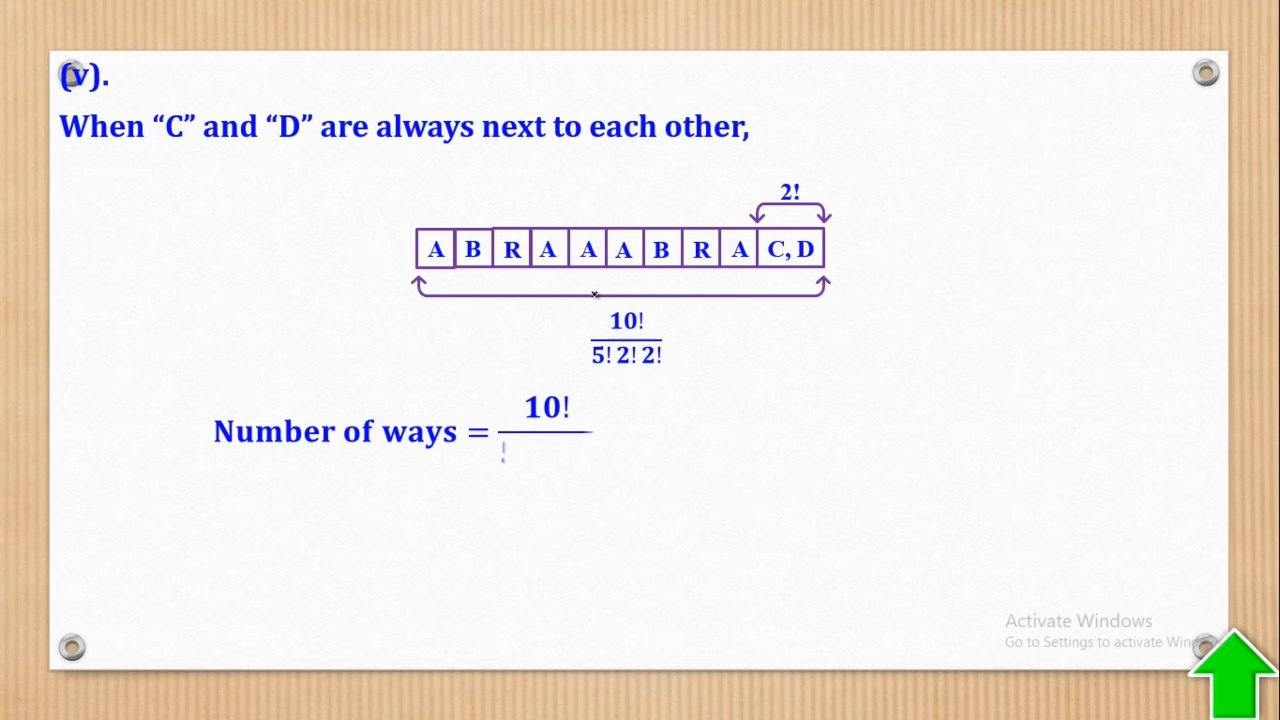 (v).
When “C” and “D” are always next to each other,
2!
A B R A A A B R A C, D
10!
5! 2! 2!
Number of ways = 10!
!
Activate Windows
Go to Settings to activate Win